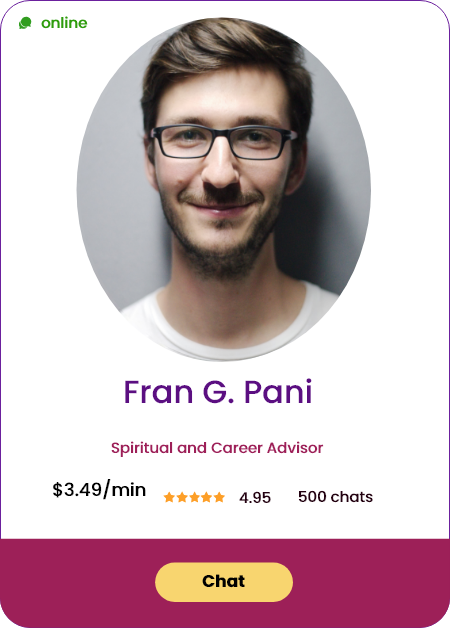 online
Fran G. Pani
Spiritual and Career Advisor
$3.49/min 4.95 500 chats
Chat